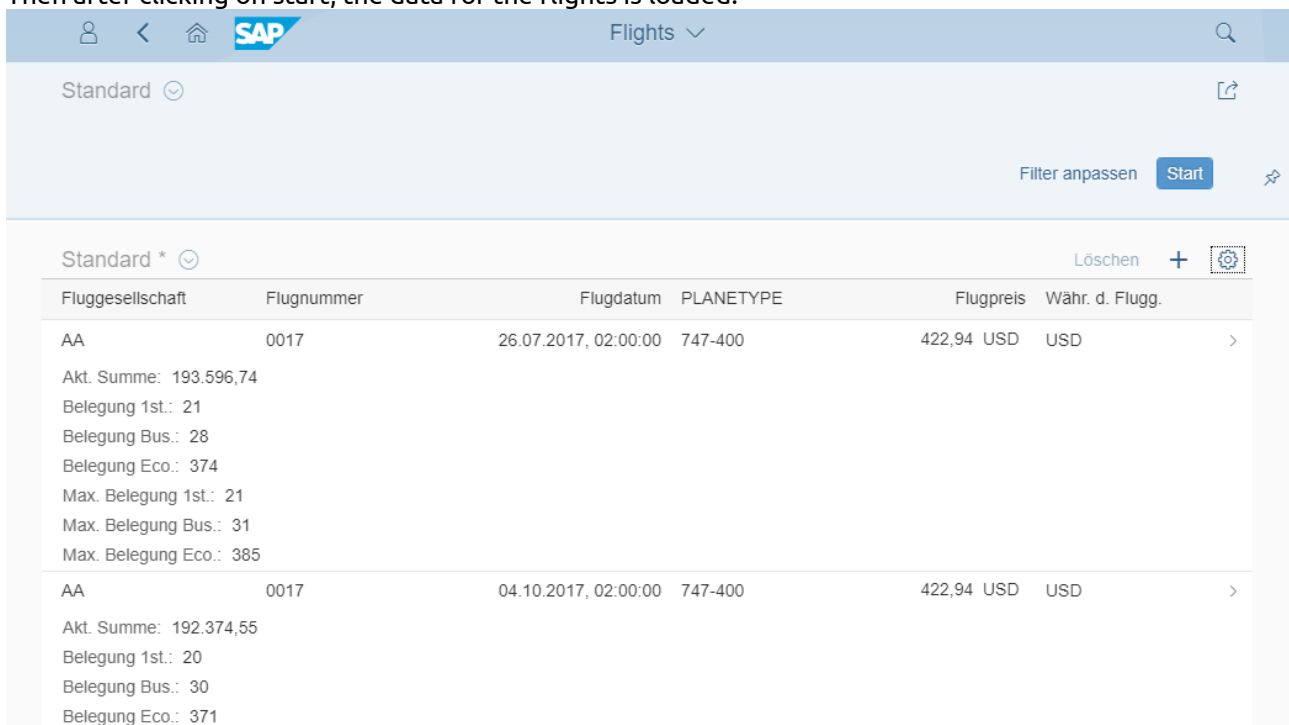 Then after clicking on Start, the data for the flights is loaded.
SAP Flights
Standard
Filter anpassen Start
Standard * Löschen +
Fluggesellschaft Flugnummer Flugdatum PLANETYPE Flugpreis Währ. d. Flugg.
AA 0017 26.07.2017, 02:00:00 747-400 422,94 USD USD
Akt. Summe: 193.596,74
Belegung 1st.: 21
Belegung Bus.: 28
Belegung Eco.: 374
Max. Belegung 1st.: 21
Max. Belegung Bus.: 31
Max. Belegung Eco.: 385
AA 0017 04.10.2017, 02:00:00 747-400 422,94 USD USD
Akt. Summe: 192.374,55
Belegung 1st.: 20
Belegung Bus.: 30
Belegung Eco.: 371